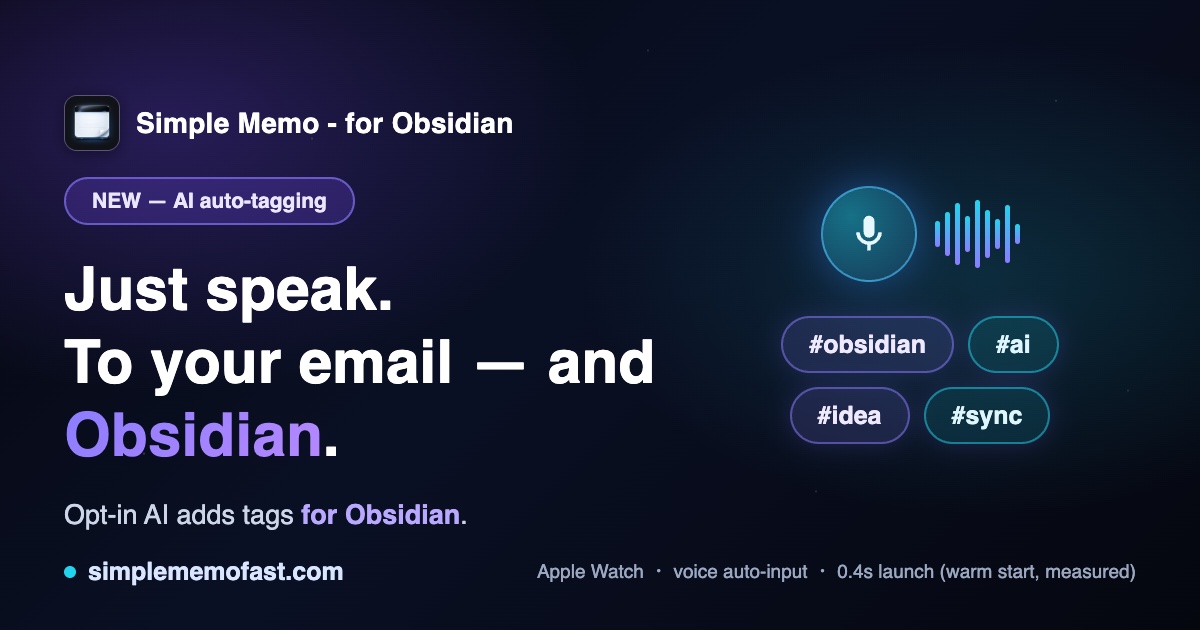 Simple Memo - for Obsidian
NEW — AI auto-tagging
Just speak.
To your email — and
Obsidian.
Opt-in AI adds tags for Obsidian.
simplememofast.com
#obsidian #ai
#idea #sync
Apple Watch · voice auto-input · 0.4s launch (warm start, measured)